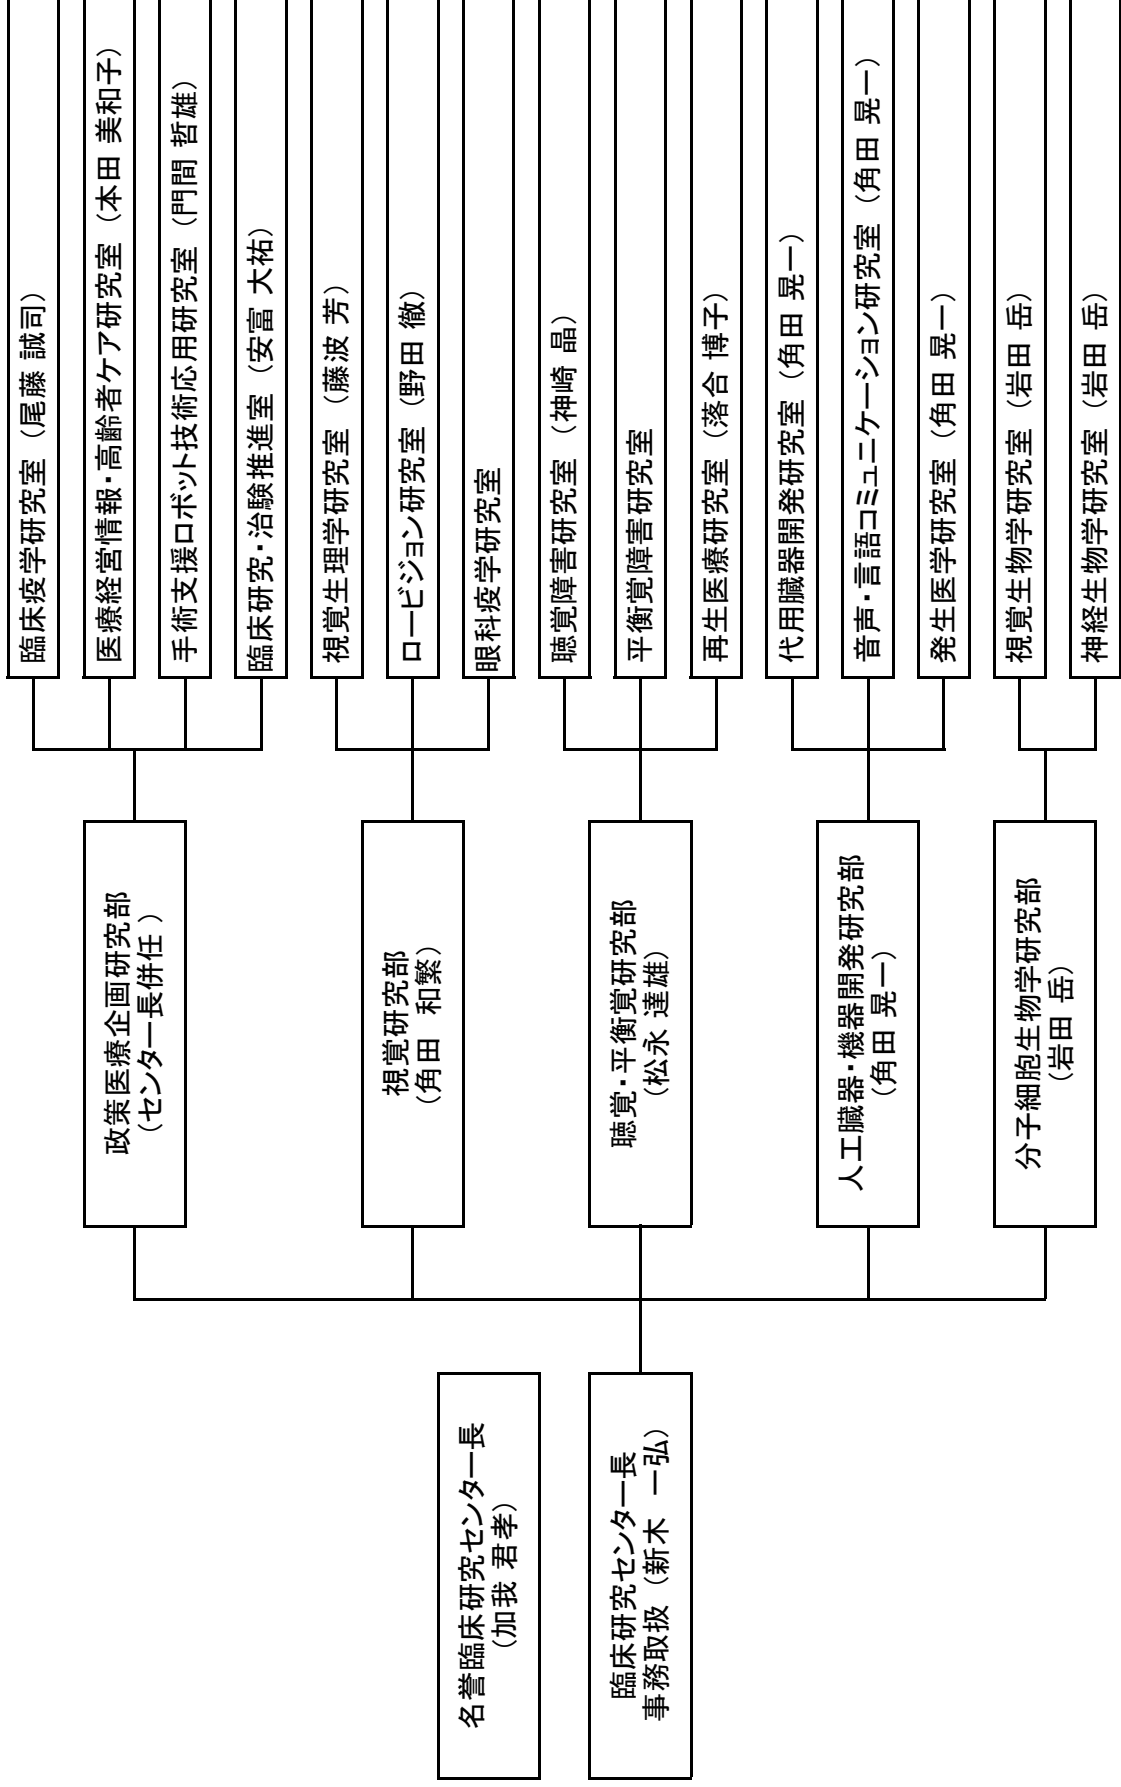 名誉臨床研究センター長
（加我 君孝）
臨床研究センター長
事務取扱（新木　一弘）
政策医療企画研究部
（センター長併任 ）
視覚研究部
（角田　和繁）
聴覚・平衡覚研究部
（松永 達雄）
人工臓器・機器開発研究部
（角田 晃一）
分子細胞生物学研究部
（岩田 岳）
臨床疫学研究室（尾藤 誠司）
医療経営情報・高齢者ケア研究室（本田 美和子）
手術支援ロボット技術応用研究室（門間 哲雄）
臨床研究・治験推進室（安富 大祐）
視覚生理学研究室（藤波 芳）
ロービジョン研究室（野田 徹）
眼科疫学研究室
聴覚障害研究室（神崎 晶）
平衡覚障害研究室
再生医療研究室（落合 博子）
代用臓器開発研究室（角田 晃一）
音声・言語コミュニケーション研究室（角田 晃一）
発生医学研究室（角田 晃一）
視覚生物学研究室（岩田 岳）
神経生物学研究室（岩田 岳）